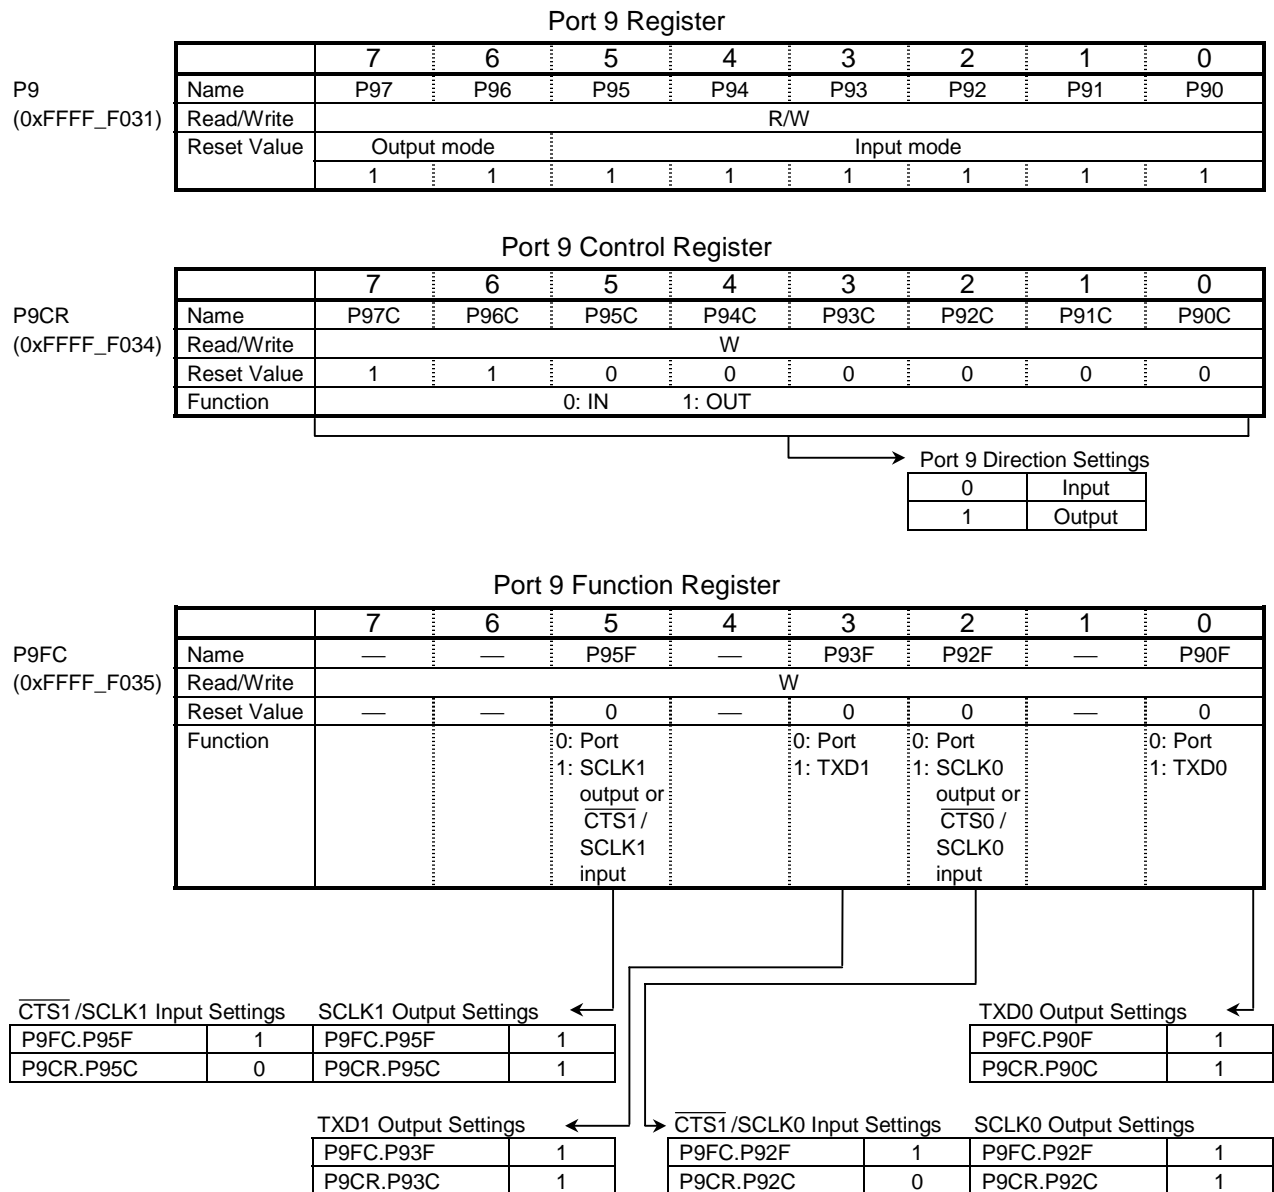 Port 9 Register
7 6 5 4 3 2 1 0
P9 Name P97 P96 P95 P94 P93 P92 P91 P90
(0xFFFF_F031) Read/Write R/W
Reset Value Output mode Input mode
1 1 1 1 1 1 1 1
Port 9 Control Register
7 6 5 4 3 2 1 0
P9CR Name P97C P96C P95C P94C P93C P92C P91C P90C
(0xFFFF_F034) Read/Write W
Reset Value 1 1 0 0 0 0 0 0
Function 0: IN 1: OUT
Port 9 Direction Settings
0 Input
1 Output
Port 9 Function Register
7 6 5 4 3 2 1 0
P9FC Name — — P95F — P93F P92F — P90F
(0xFFFF_F035) Read/Write W
Reset Value — — 0 — 0 0 — 0
Function 0: Port 0: Port 0: Port 0: Port
1: SCLK1 1: TXD1 1: SCLK0 1: TXD0
output or output or
CTS1 / CTS0 /
SCLK1 SCLK0
input input
CTS1 /SCLK1 Input Settings SCLK1 Output Settings TXD0 Output Settings
P9FC.P95F 1 P9FC.P95F 1 P9FC.P90F 1
P9CR.P95C 0 P9CR.P95C 1 P9CR.P90C 1
TXD1 Output Settings CTS1 /SCLK0 Input Settings SCLK0 Output Settings
P9FC.P93F 1 P9FC.P92F 1 P9FC.P92F 1
P9CR.P93C 1 P9CR.P92C 0 P9CR.P92C 1